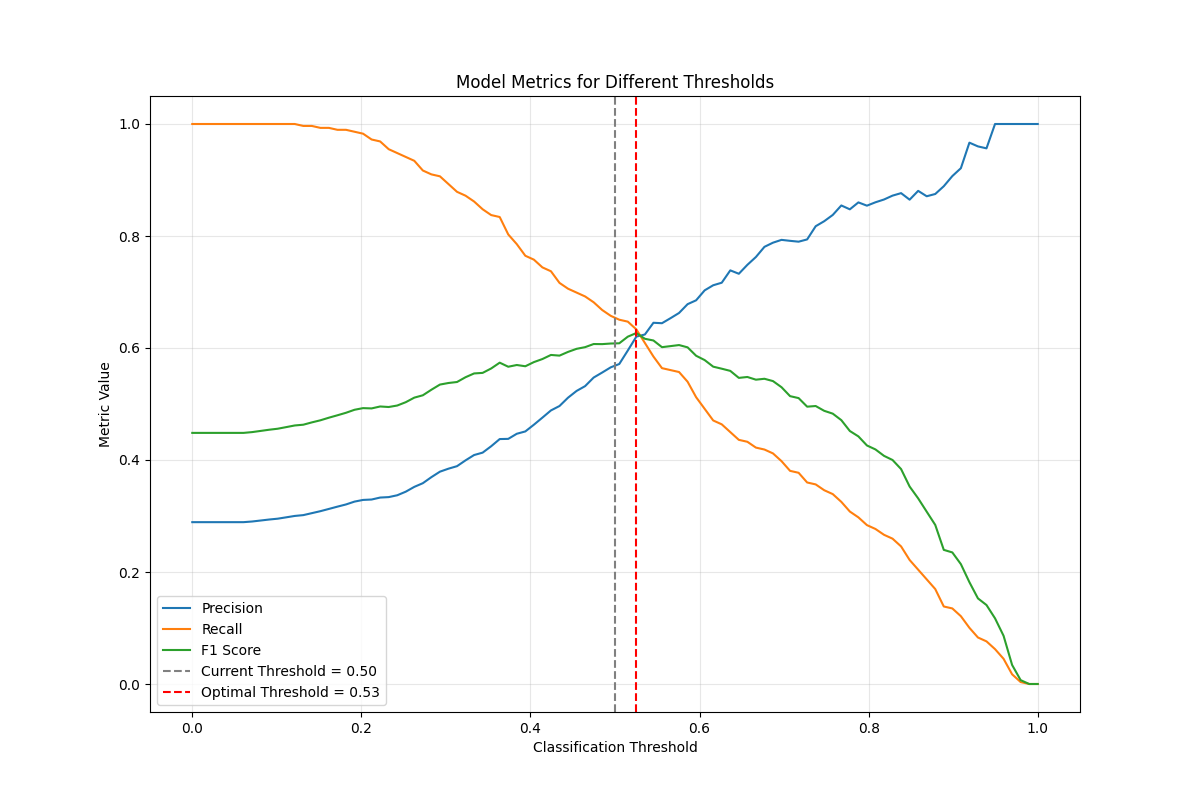 Model Metrics for Different Thresholds
1.0
0.8
0.6
0.4
0.2
0.0
Metric Value
Precision
Recall
F1 Score
Current Threshold = 0.50
Optimal Threshold = 0.53
0.0 0.2 0.4 0.6 0.8 1.0
Classification Threshold